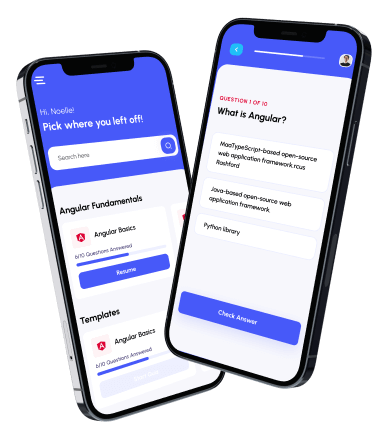 Hi, Noelle!
Pick where you left off!
Search here
Angular Fundamentals
Angular Basics
6/10 Questions Answered
Resume
Templates
Angular Basics
6/10 Questions Answered
QUESTION 1 OF 10
What is Angular?
MaoTypeScript-based open-source
web application framework.rcus
Rashford
Java-based open-source web
application framework
Python library
Check Answer